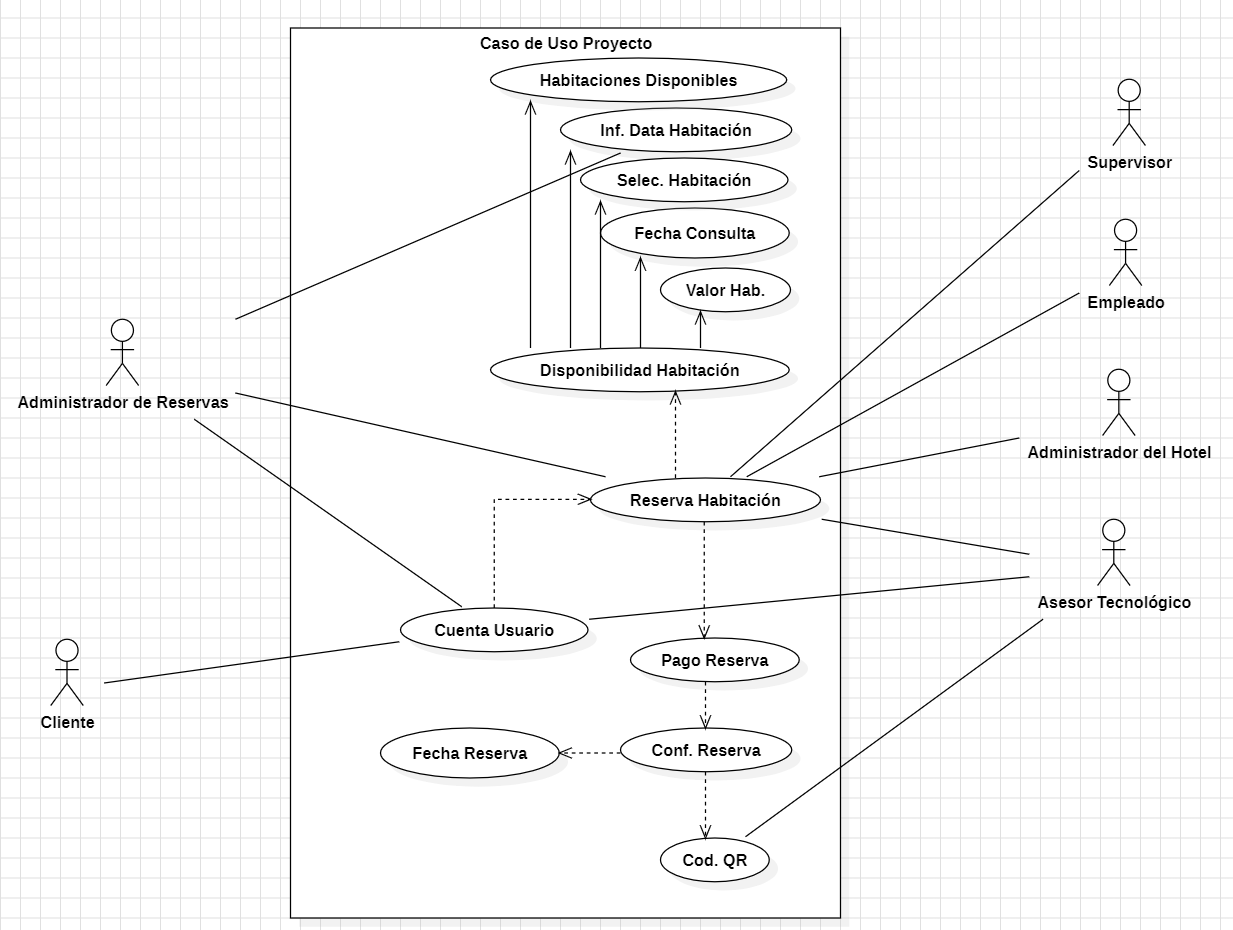 Caso de Uso Proyecto
Habitaciones Disponibles
Inf. Data Habitación
Selec. Habitación
Fecha Consulta
Valor Hab.
Disponibilidad Habitación
Reserva Habitación
Cuenta Usuario
Pago Reserva
Fecha Reserva
Conf. Reserva
Cod. QR
Administrador de Reservas
Cliente
Supervisor
Empleado
Administrador del Hotel
Asesor Tecnológico